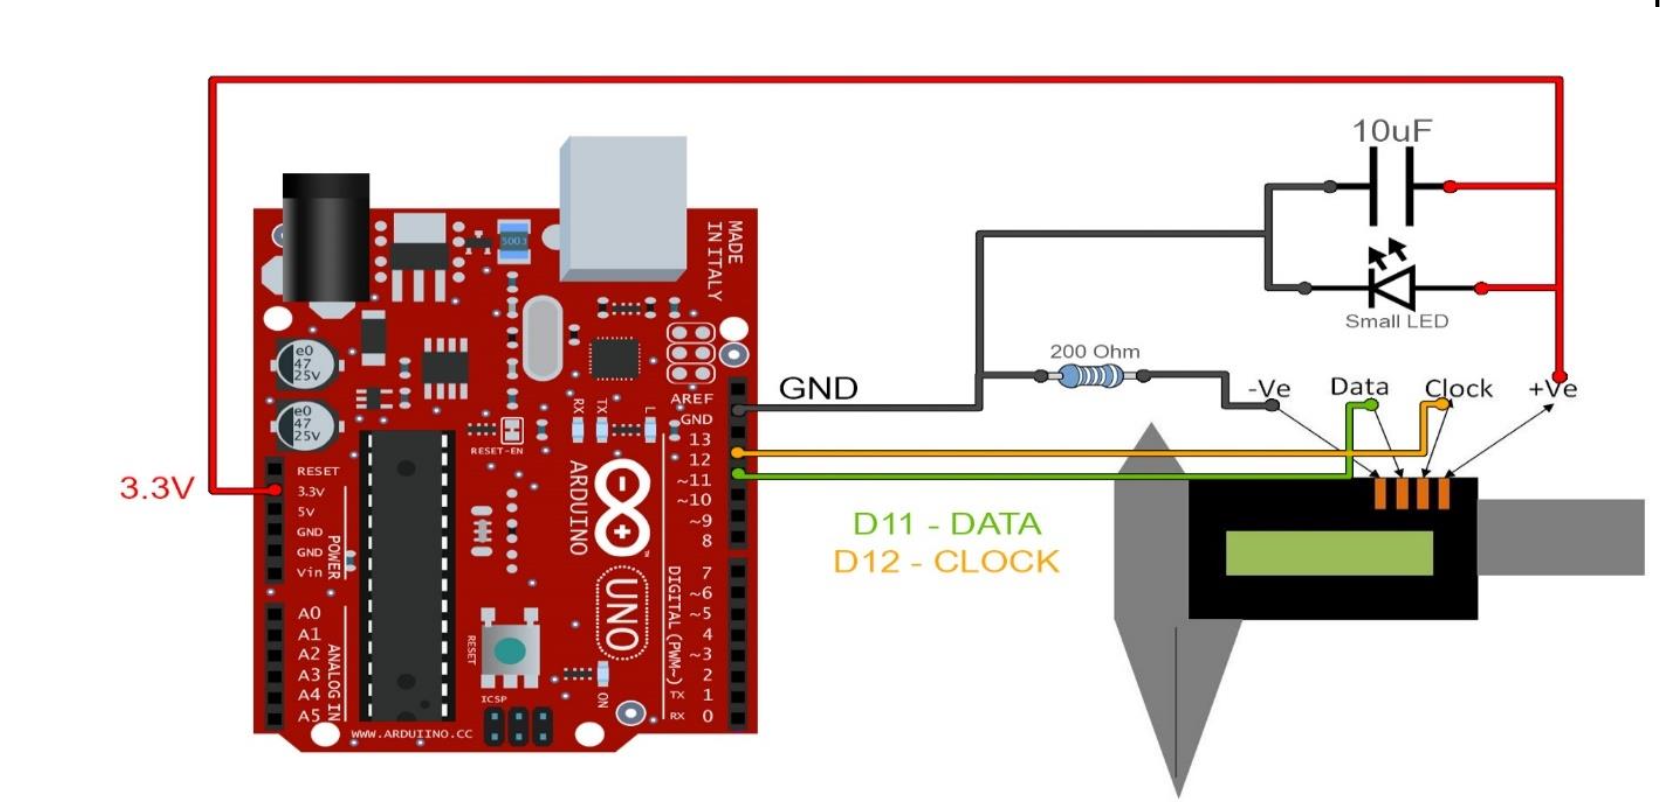 10uF
Small LED
200 Ohm
GND
-Ve
Data
Clock
+Ve
3.3V
D11 - DATA
D12 - CLOCK
MADE
IN ITALY
5003
e0
47
25V
e0
47
25V
RX
TX
L
RESET-EN
AREF
GND
13
12
~11
~10
~9
8
7
~6
~5
4
~3
2
TX 1
RX 0
DIGITAL (PWM~)
ARDUINO
TM
UNO
RESET
3.3V
5V
GND
GND
Vin
POWER
A0
A1
A2
A3
A4
A5
ANALOG IN
RESET
ICSP
ON
WWW.ARDUIINO.CC